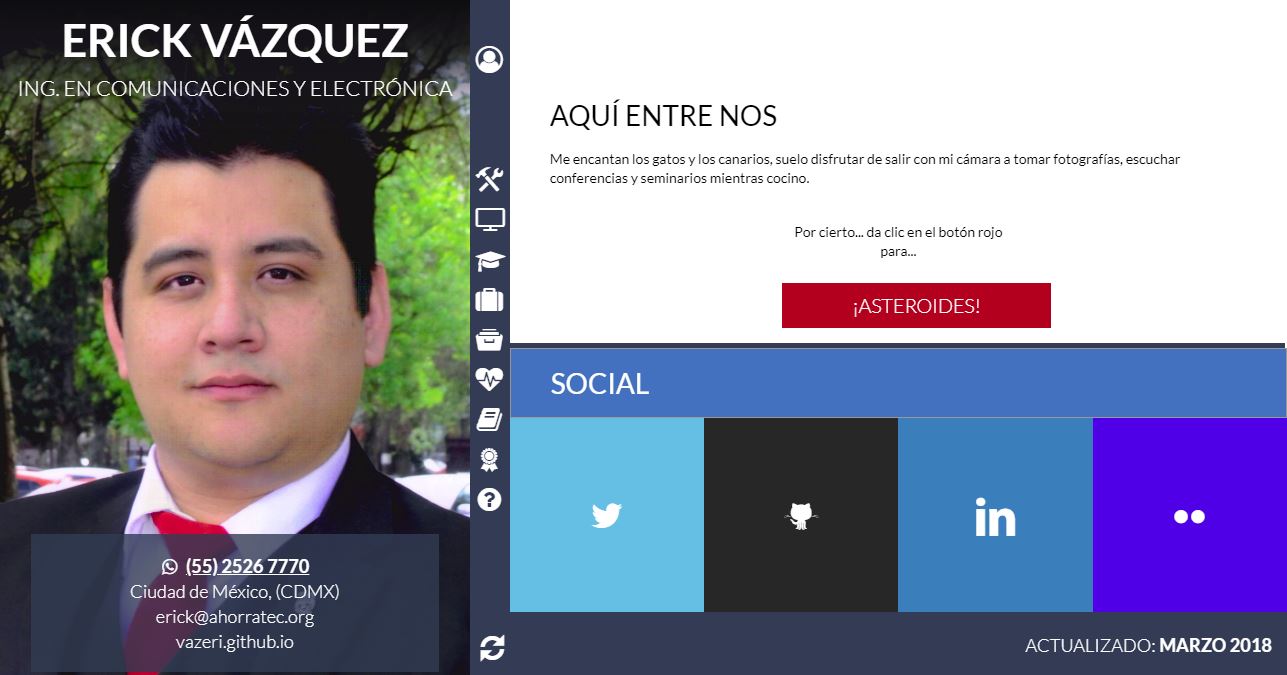 ERICK VÁZQUEZ
ING. EN COMUNICACIONES Y ELECTRÓNICA
(55) 2526 7770
Ciudad de México, (CDMX)
erick@ahorratec.org
vazeri.github.io
AQUÍ ENTRE NOS
Me encantan los gatos y los canarios, suelo disfrutar de salir con mi cámara a tomar fotografías, escuchar
conferencias y seminarios mientras cocino.
Por cierto... da clic en el botón rojo
para...
¡ASTEROIDES!
SOCIAL
in
ACTUALIZADO: MARZO 2018